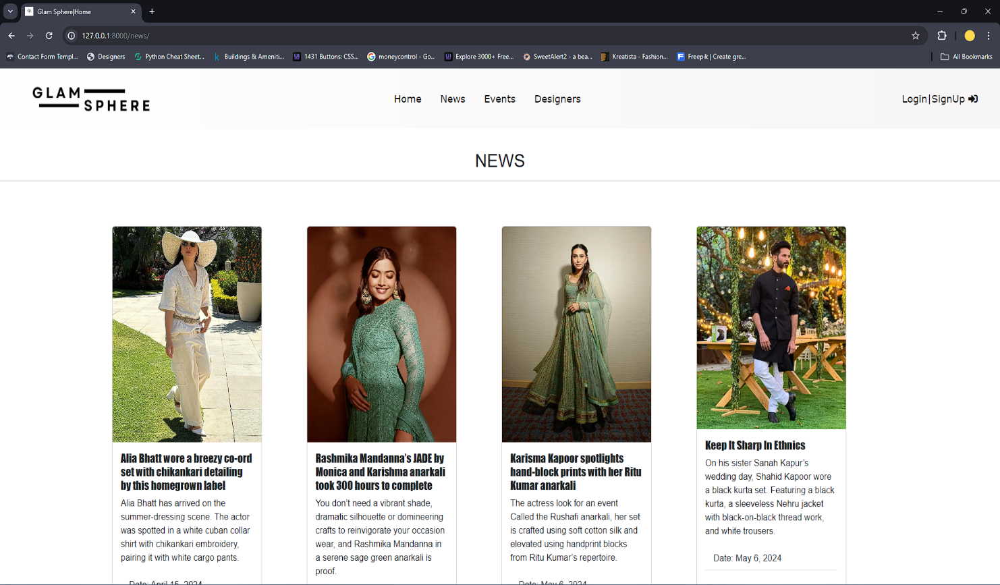 Glam Sphere|Home
127.0.0.1:8000/news/
Contact Form Templ...
Designers
Python Cheat Sheet...
Buildings & Ameniti...
1431 Buttons: CSS...
moneycontrol - Go...
Explore 3000+ Free...
SweetAlert2 - a bea...
Kreatista - Fashion...
Freepik | Create gre...
All Bookmarks
GLAM
SPHERE
Home
News
Events
Designers
Login|SignUp
NEWS
Alia Bhatt wore a breezy co-ord
set with chikankari detailing
by this homegrown label
Alia Bhatt has arrived on the
summer-dressing scene. The actor
was spotted in a white cuban collar
shirt with chikankari embroidery,
pairing it with white cargo pants.
Date: April 15, 2024
Rashmika Mandanna's JADE by
Monica and Karishma anarkali
took 300 hours to complete
You don't need a vibrant shade,
dramatic silhouette or domineering
crafts to reinvigorate your occasion
wear, and Rashmika Mandanna in
a serene sage green anarkali is
proof.
Karisma Kapoor spotlights
hand-block prints with her Ritu
Kumar anarkali
The actress look for an event
Called the Rushafi anarkali, her set
is crafted using soft cotton silk and
elevated using handprint blocks
from Ritu Kumar's repertoire.
Date: May 6, 2024
Keep It Sharp In Ethnics
On his sister Sanah Kapur's
wedding day, Shahid Kapoor wore
a black kurta set. Featuring a black
kurta, a sleeveless Nehru jacket
with black-on-black thread work,
and white trousers.
Date: May 6, 2024